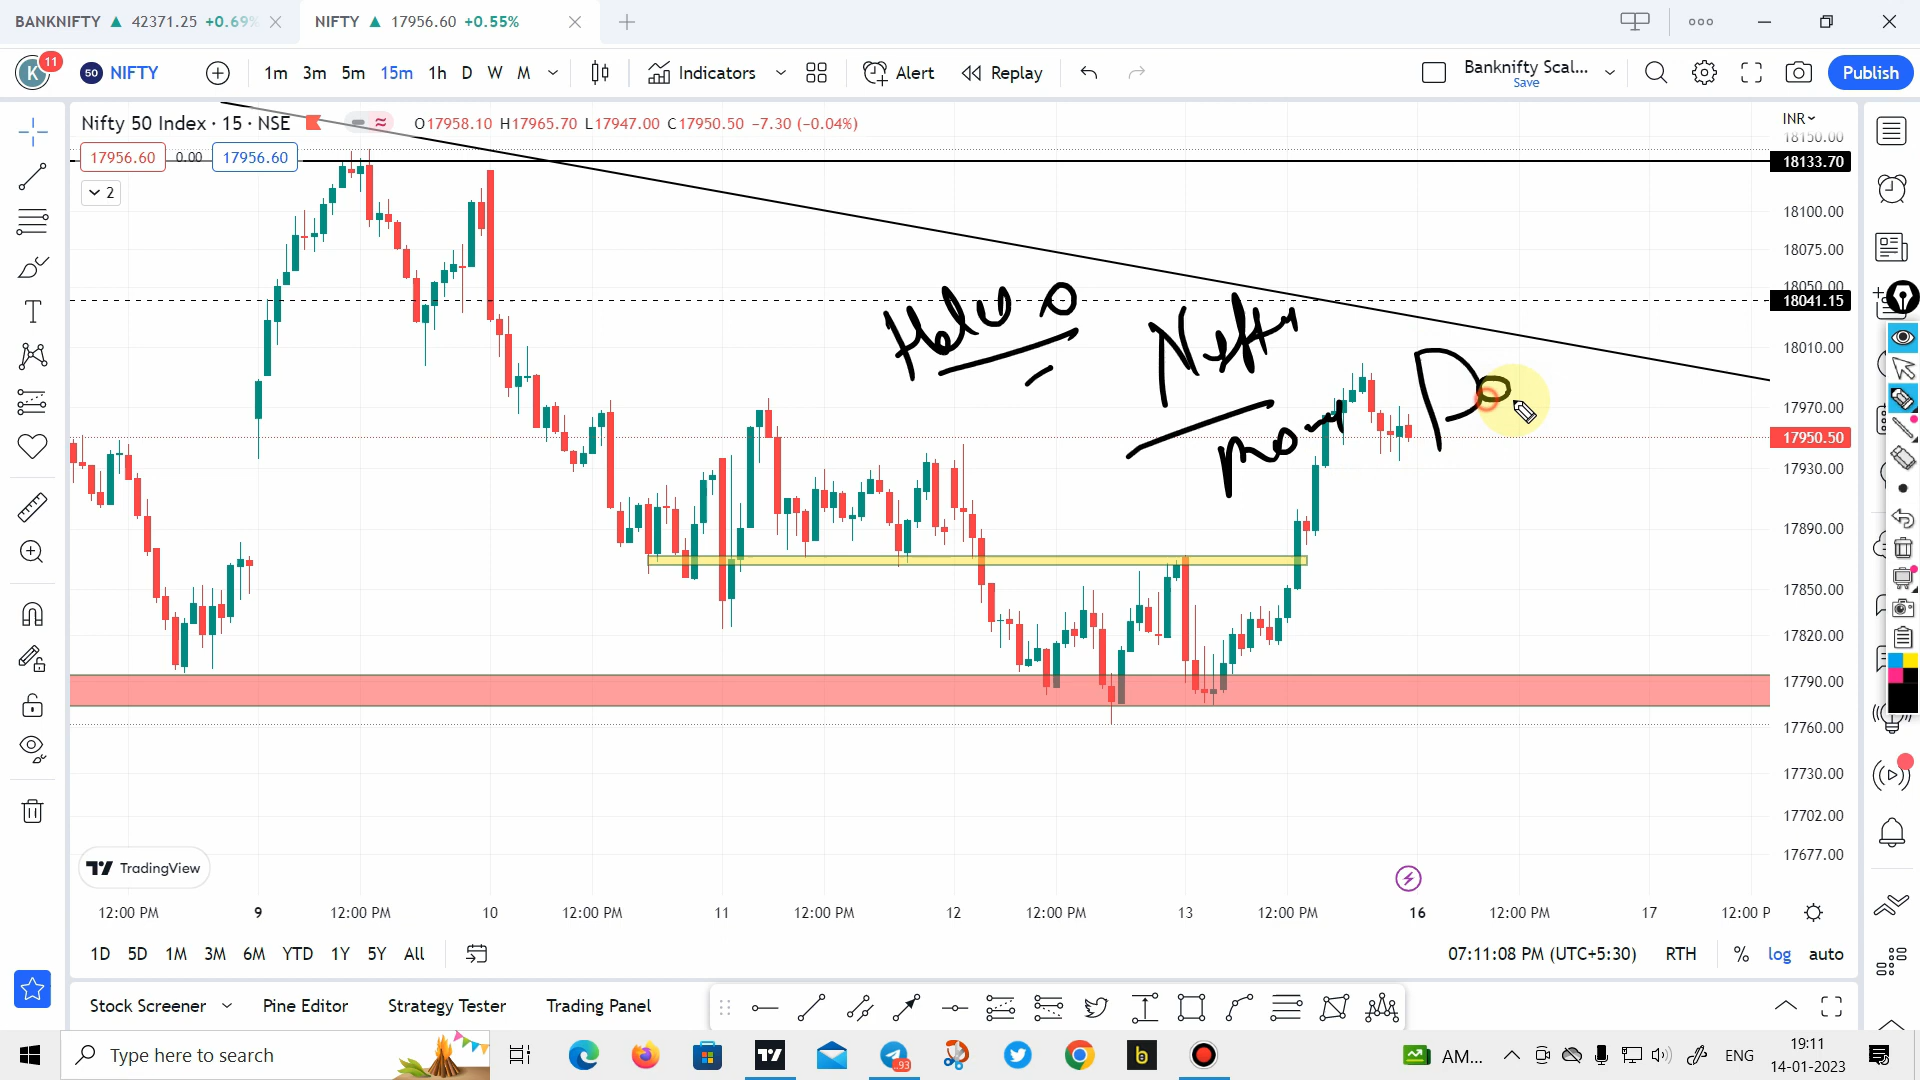 BANKNIFTY ▲ 42371.25 +0.69%
NIFTY ▲ 17956.60 +0.55%
K 11
50 NIFTY
1m 3m 5m 15m 1h D W M
Indicators
Alert
Replay
Banknifty Scal...
Save
Publish
Nifty 50 Index · 15 · NSE
O17958.10 H17965.70 L17947.00 C17950.50 −7.30 (−0.04%)
INR
17956.60 0.00 17956.60
2
18150.00
18133.70
18100.00
18075.00
18050.00
18041.15
18010.00
17970.00
17950.50
17930.00
17890.00
17850.00
17820.00
17790.00
17760.00
17730.00
17702.00
17677.00
Nifty
TradingView
12:00 PM 9 12:00 PM 10 12:00 PM 11 12:00 PM 12 12:00 PM 13 12:00 PM 16 12:00 PM 17 12:00 P
1D 5D 1M 3M 6M YTD 1Y 5Y All
07:11:08 PM (UTC+5:30) RTH % log auto
Stock Screener Pine Editor Strategy Tester Trading Panel
Type here to search
93
AM...
ENG
19:11
14-01-2023